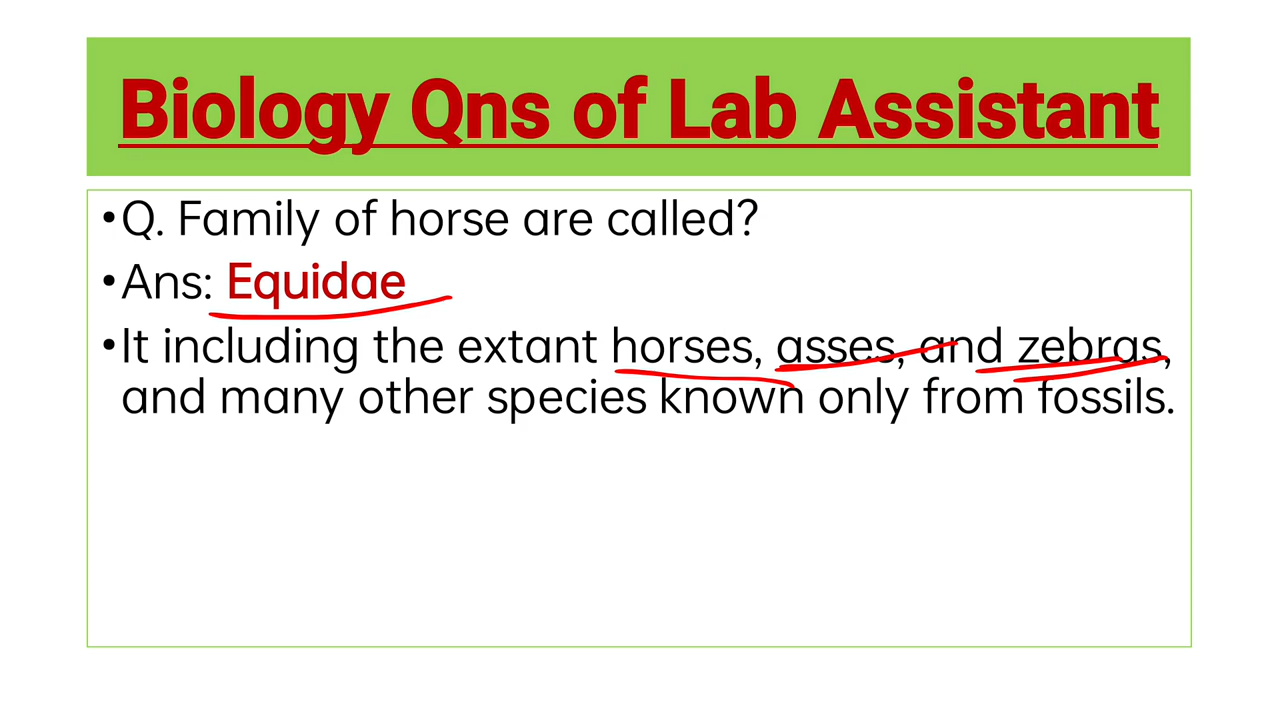 Biology Qns of Lab Assistant
•Q. Family of horse are called?
•Ans: Equidae
•It including the extant horses, asses, and zebras,
and many other species known only from fossils.